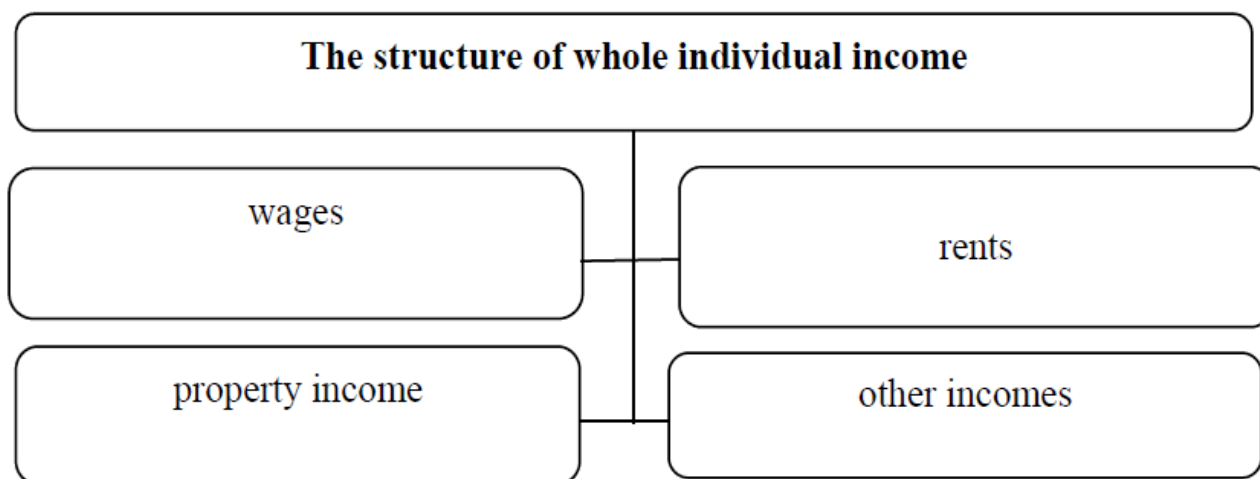 The structure of whole individual income
wages
rents
property income
other incomes